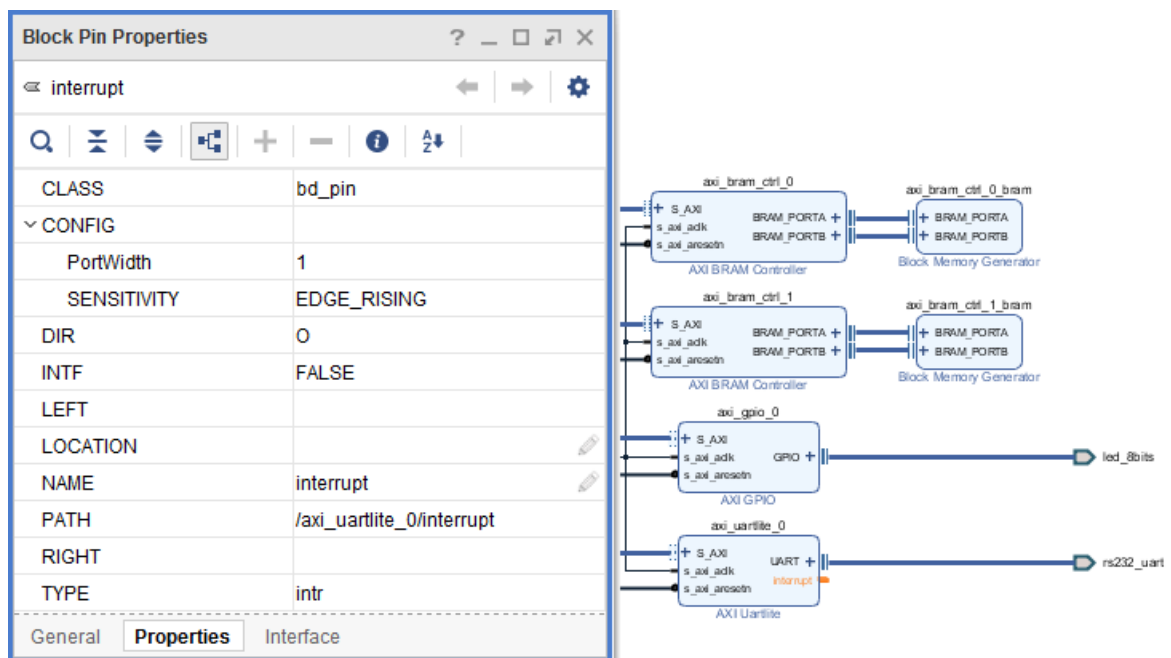 Block Pin Properties
interrupt
CLASS bd_pin
CONFIG
PortWidth 1
SENSITIVITY EDGE_RISING
DIR O
INTF FALSE
LEFT
LOCATION
NAME interrupt
PATH /axi_uartlite_0/interrupt
RIGHT
TYPE intr
General Properties Interface
axi_bram_ctrl_0
S_AXI
s_axi_aclk
s_axi_aresetn
BRAM_PORTA
BRAM_PORTB
AXI BRAM Controller
axi_bram_ctrl_0_bram
BRAM_PORTA
BRAM_PORTB
Block Memory Generator
axi_bram_ctrl_1
S_AXI
s_axi_aclk
s_axi_aresetn
BRAM_PORTA
BRAM_PORTB
AXI BRAM Controller
axi_bram_ctrl_1_bram
BRAM_PORTA
BRAM_PORTB
Block Memory Generator
axi_gpio_0
S_AXI
s_axi_aclk
s_axi_aresetn
GPIO
AXI GPIO
led_8bits
axi_uartlite_0
S_AXI
s_axi_aclk
s_axi_aresetn
UART
interrupt
AXI Uartlite
rs232_uart